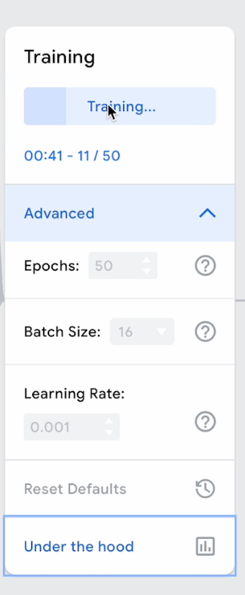 Training
Training...
00:41 - 11 / 50
Advanced
Epochs: 50
Batch Size: 16
Learning Rate:
0.001
Reset Defaults
Under the hood